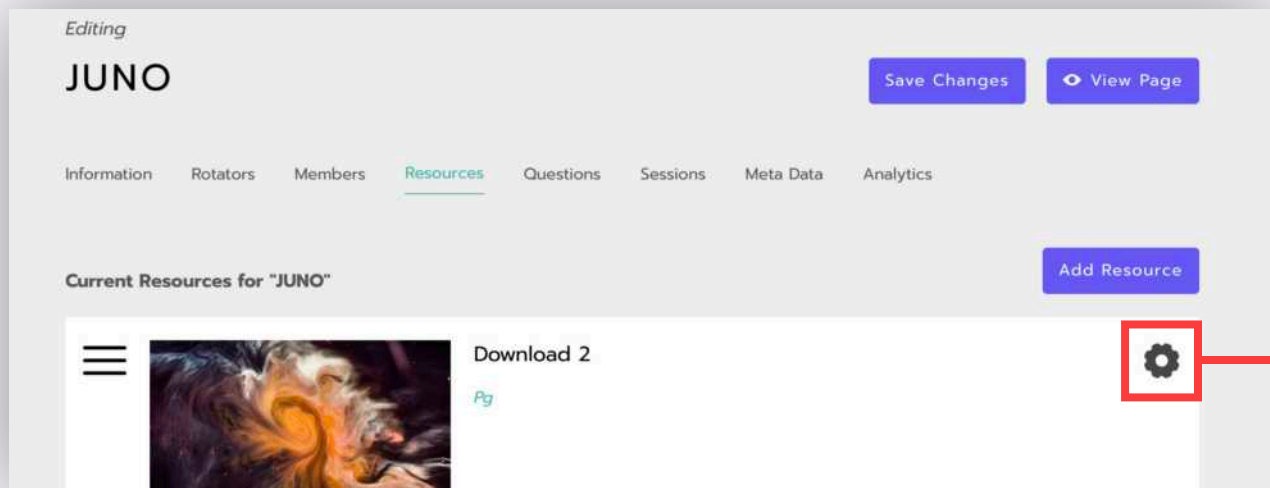 Editing
JUNO
Save Changes
View Page
Information Rotators Members Resources Questions Sessions Meta Data Analytics
Current Resources for "JUNO"
Add Resource
Download 2
Pg